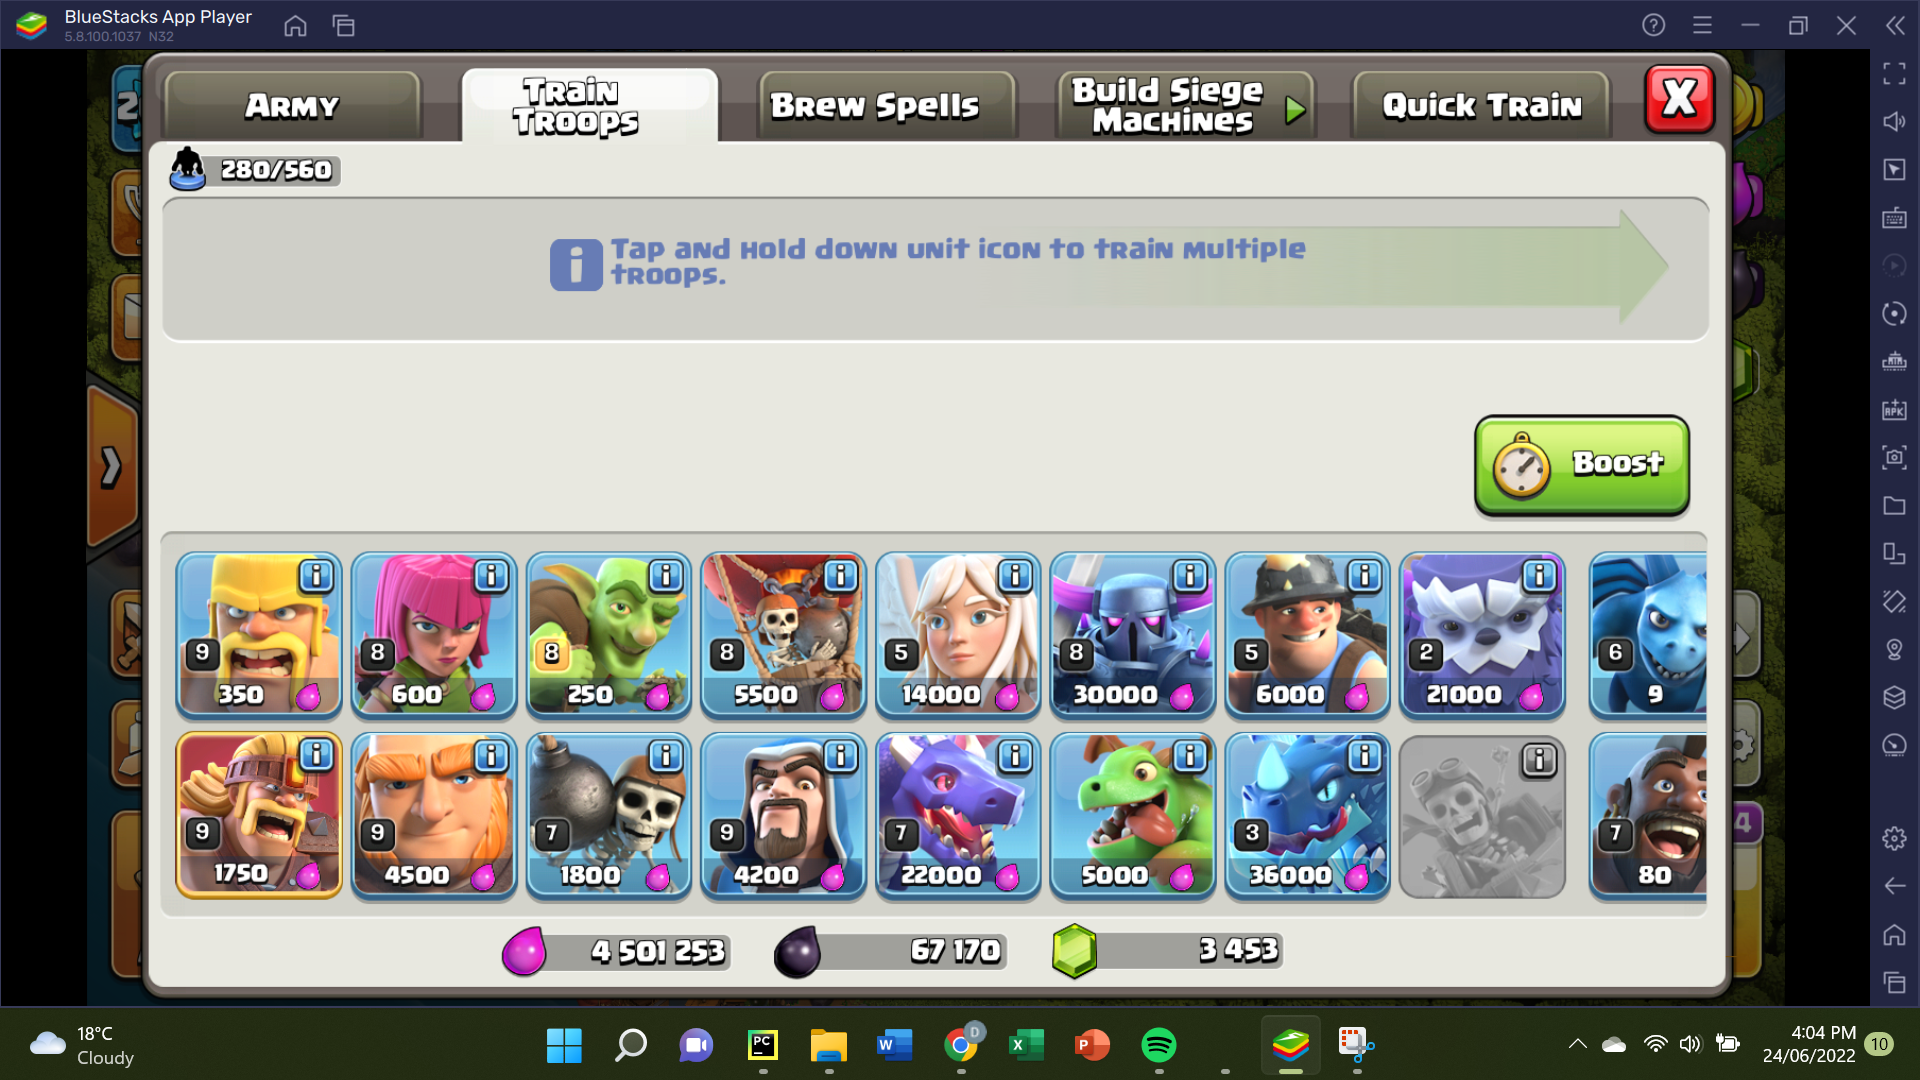 BlueStacks App Player
5.8.100.1037 N32
Army
Train
Troops
Brew Spells
Build Siege
Machines
Quick Train
X
280/560
Tap and hold down unit icon to train multiple
troops.
Boost
9
350
8
600
8
250
8
5500
5
14000
8
30000
5
6000
2
21000
6
9
9
1750
9
4500
7
1800
9
4200
7
22000
5000
3
36000
7
80
4 501 253
67 170
3 453
18°C
Cloudy
4:04 PM
24/06/2022
10